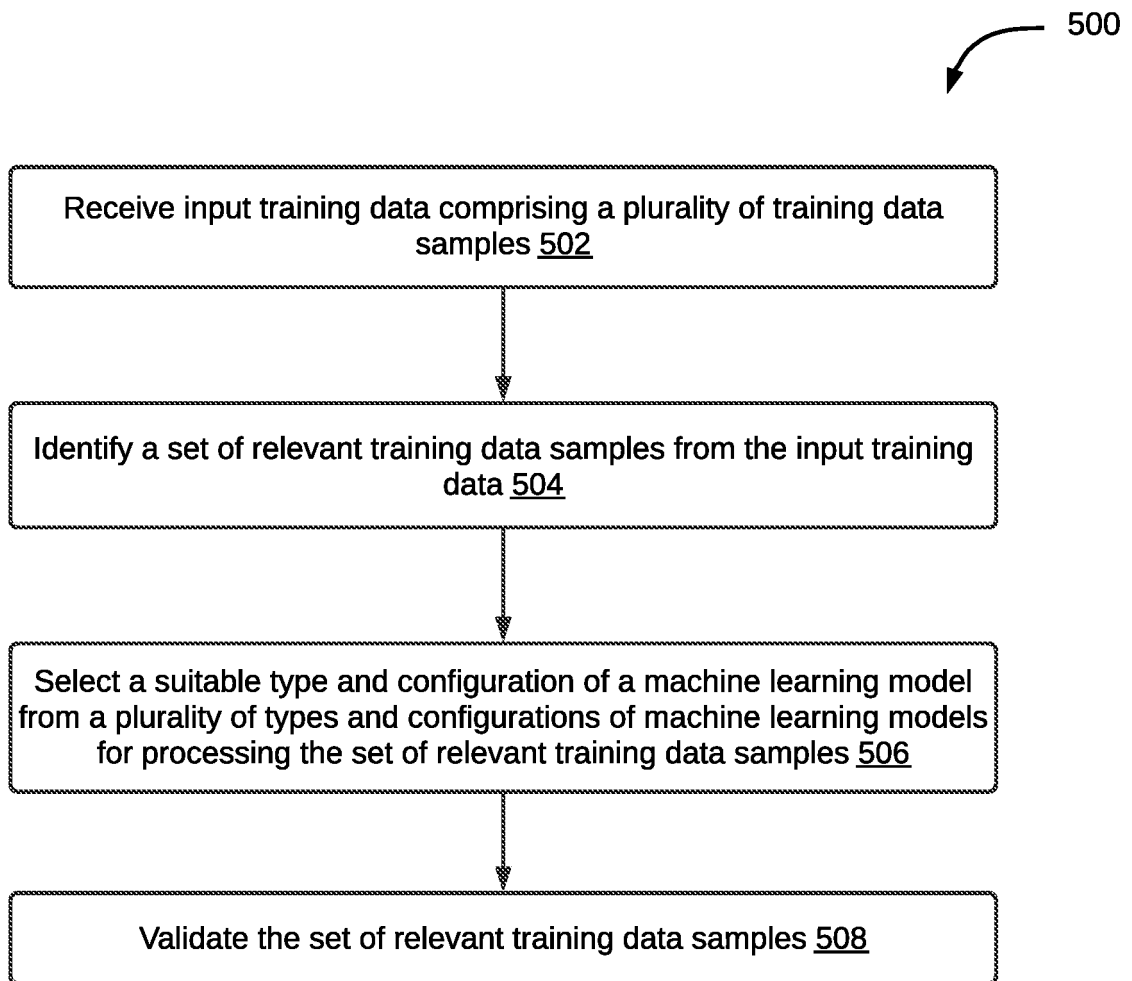 500
Receive input training data comprising a plurality of training data
samples 502
Identify a set of relevant training data samples from the input training
data 504
Select a suitable type and configuration of a machine learning model
from a plurality of types and configurations of machine learning models
for processing the set of relevant training data samples 506
Validate the set of relevant training data samples 508